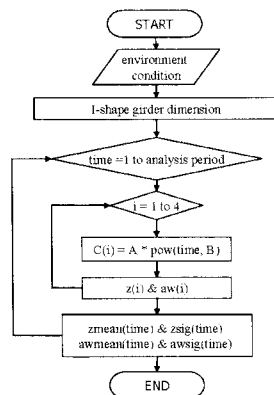 START
environment
condition
I-shape girder dimension
time =1 to analysis period
i = 1 to 4
C(i) = A * pow(time, B)
z(i) & aw(i)
zmean(time) & zsig(time)
awmean(time) & awsig(time)
END